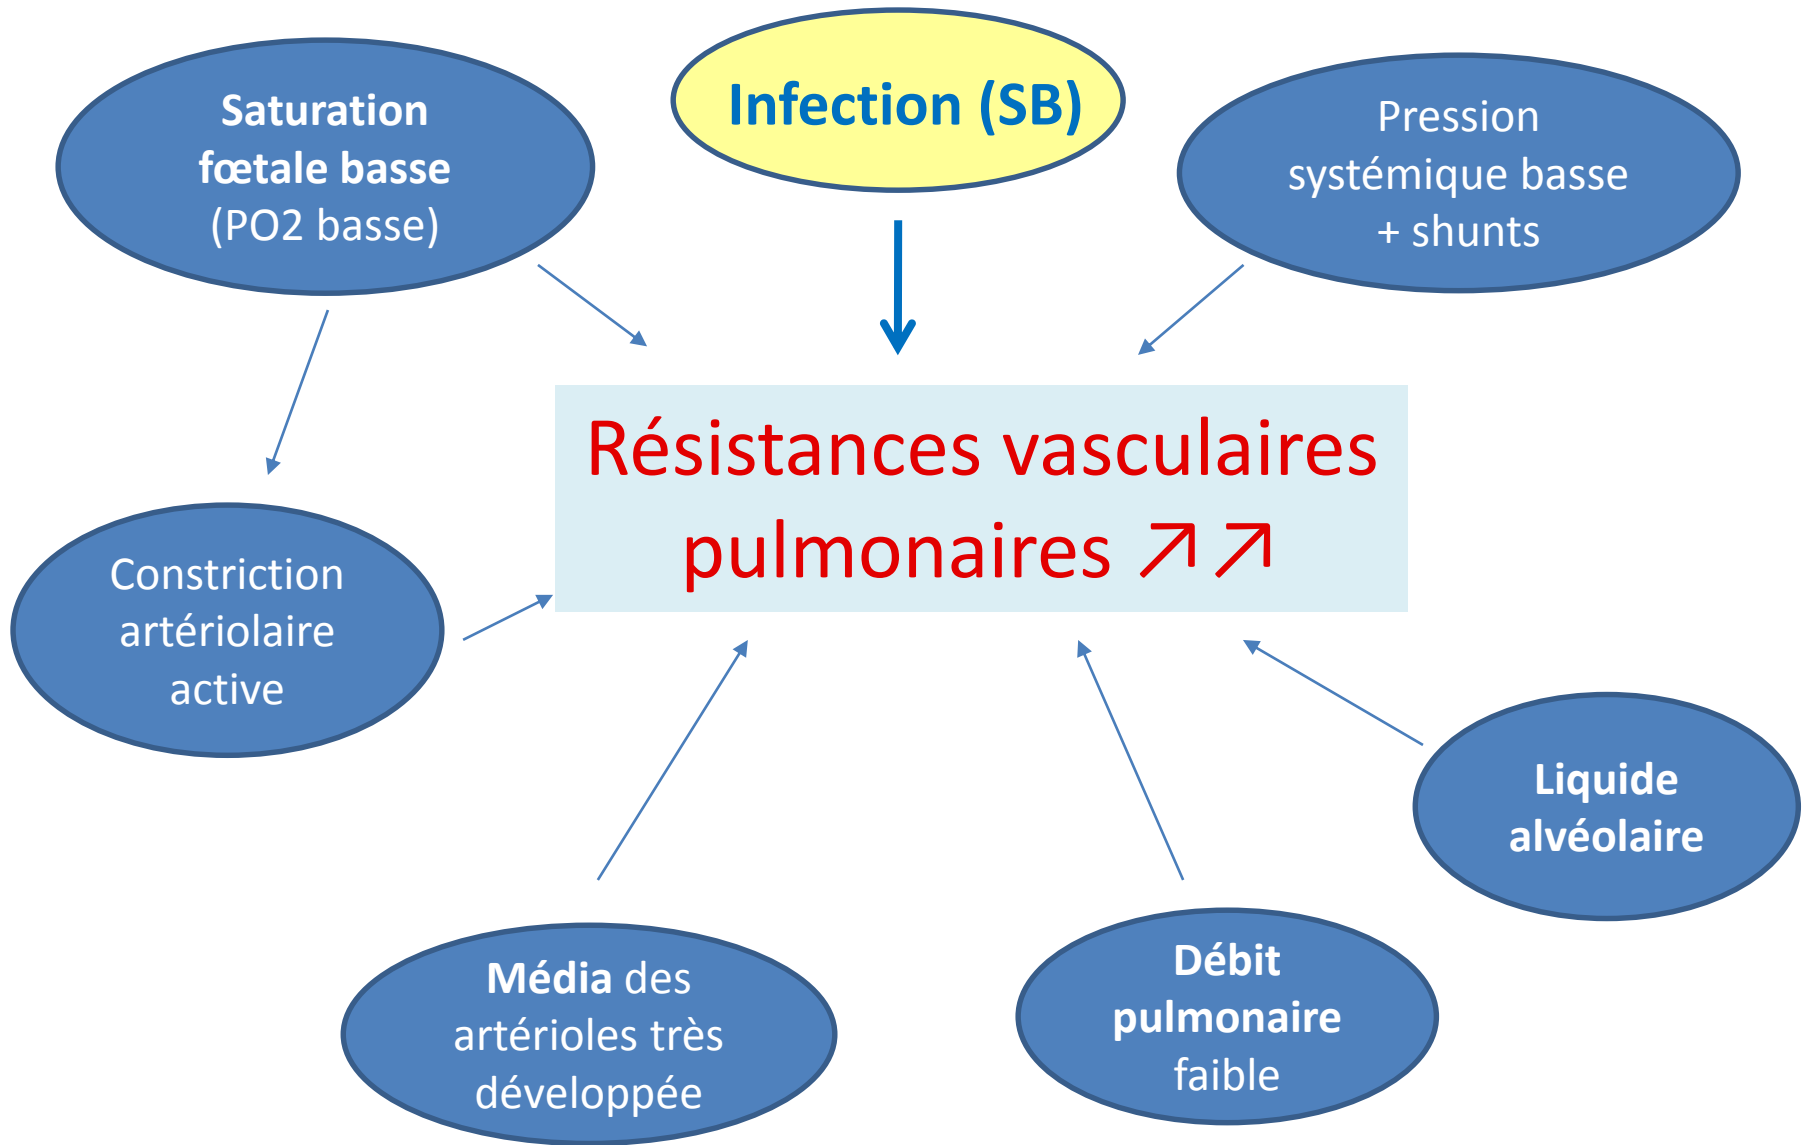 Saturation
fœtale basse
(PO2 basse)
Infection (SB)
Pression
systémique basse
+ shunts
Résistances vasculaires
pulmonaires ↗↗
Constriction
artériolaire
active
Liquide
alvéolaire
Média des
artérioles très
développée
Débit
pulmonaire
faible